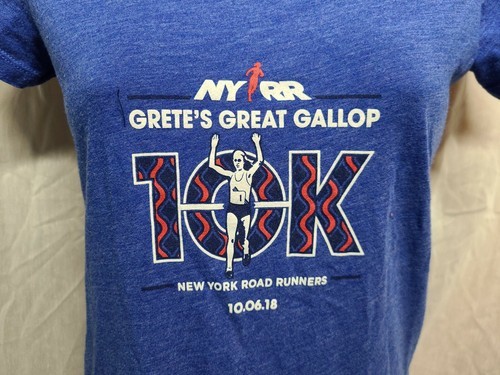 NYRR
GRETE'S GREAT GALLOP
10K
NEW YORK ROAD RUNNERS
10.06.18